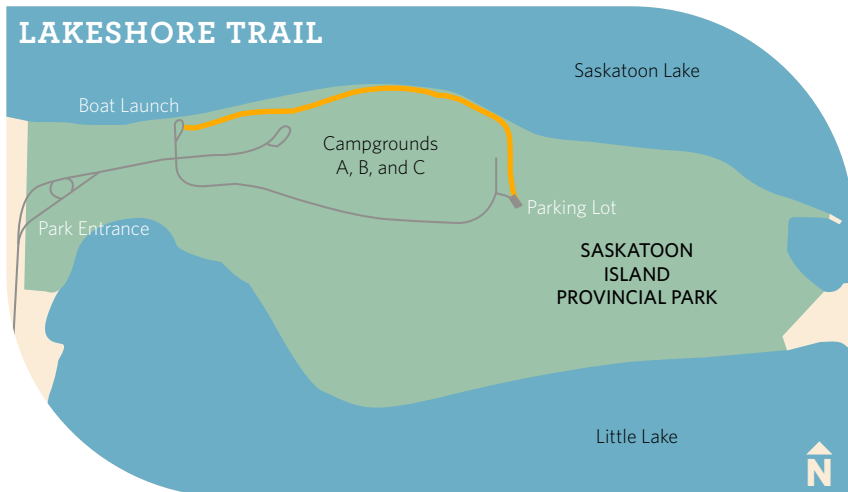 LAKESHORE TRAIL
Saskatoon Lake
Boat Launch
Campgrounds
A, B, and C
Parking Lot
Park Entrance
SASKATOON
ISLAND
PROVINCIAL PARK
Little Lake
N